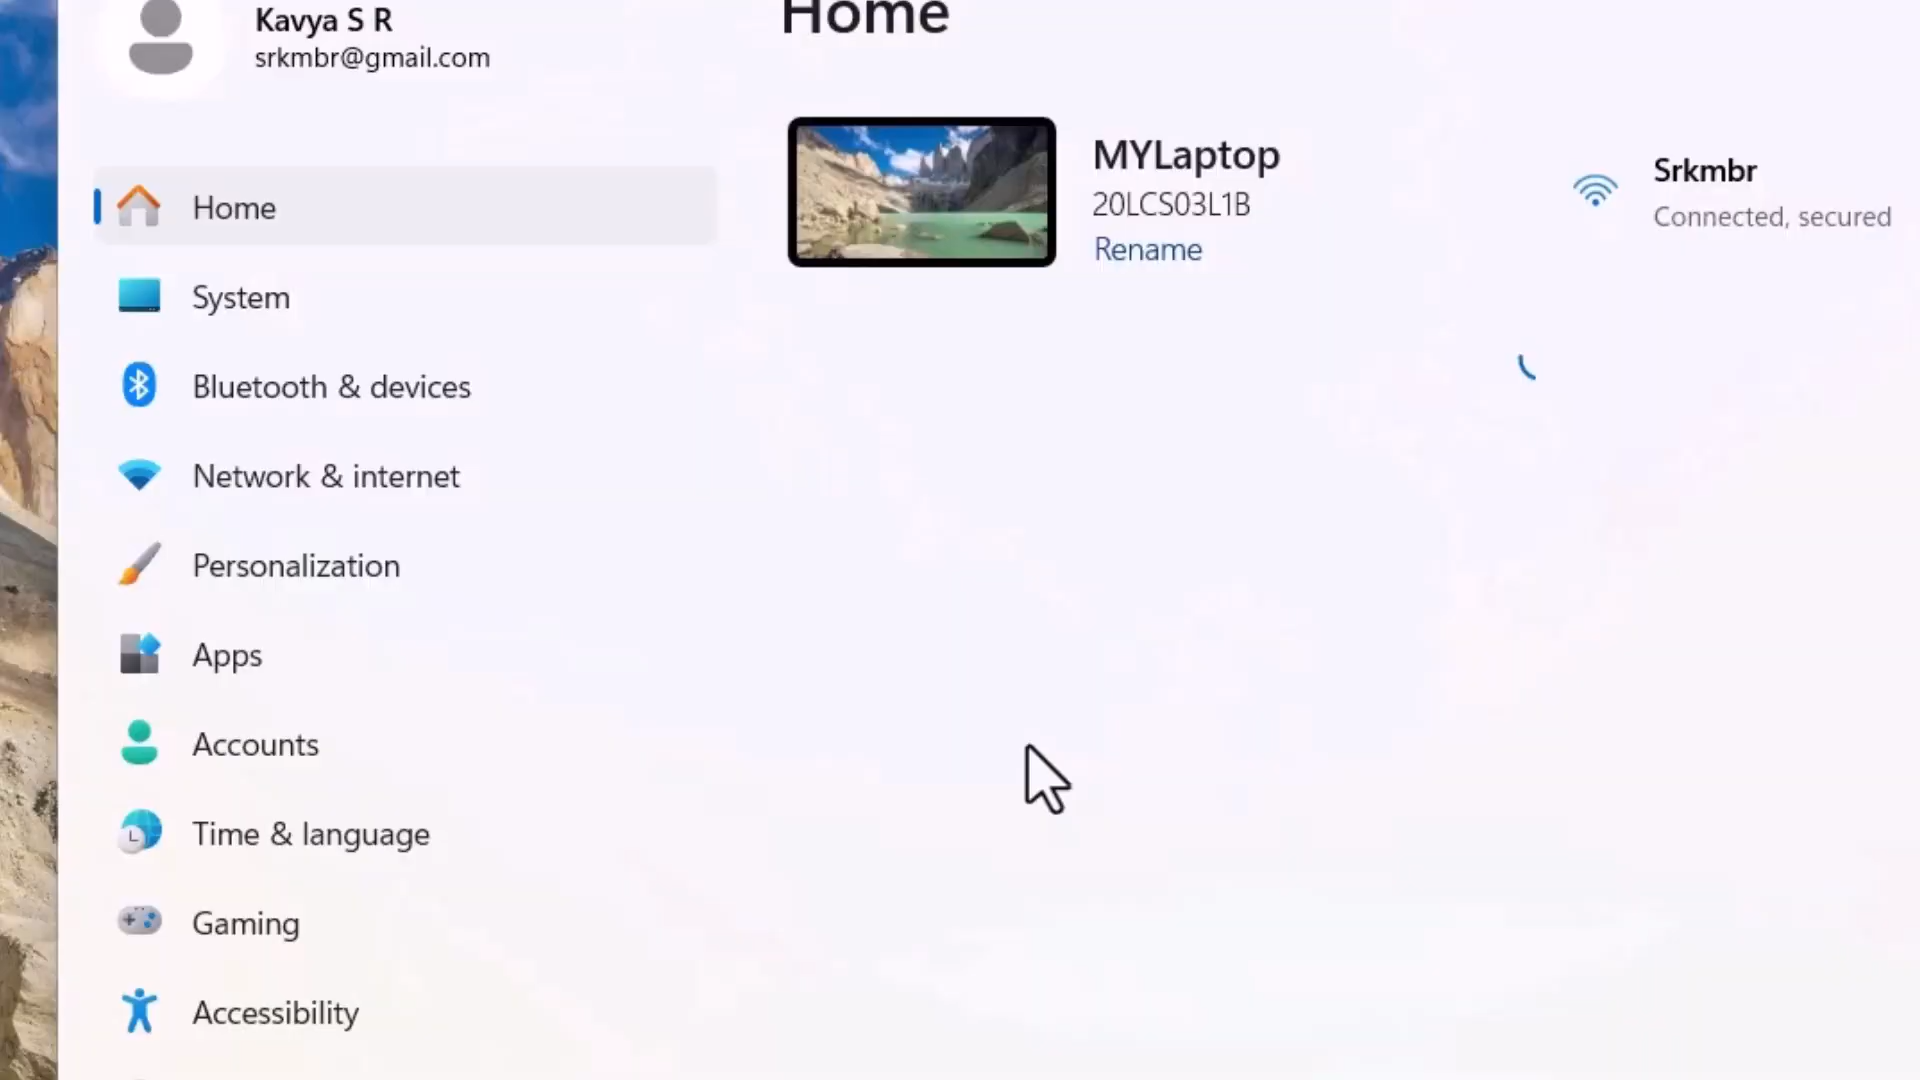 Kavya S R
srkmbr@gmail.com
Home
System
Bluetooth & devices
Network & internet
Personalization
Apps
Accounts
Time & language
Gaming
Accessibility
Home
MYLaptop
20LCS03L1B
Rename
Srkmbr
Connected, secured